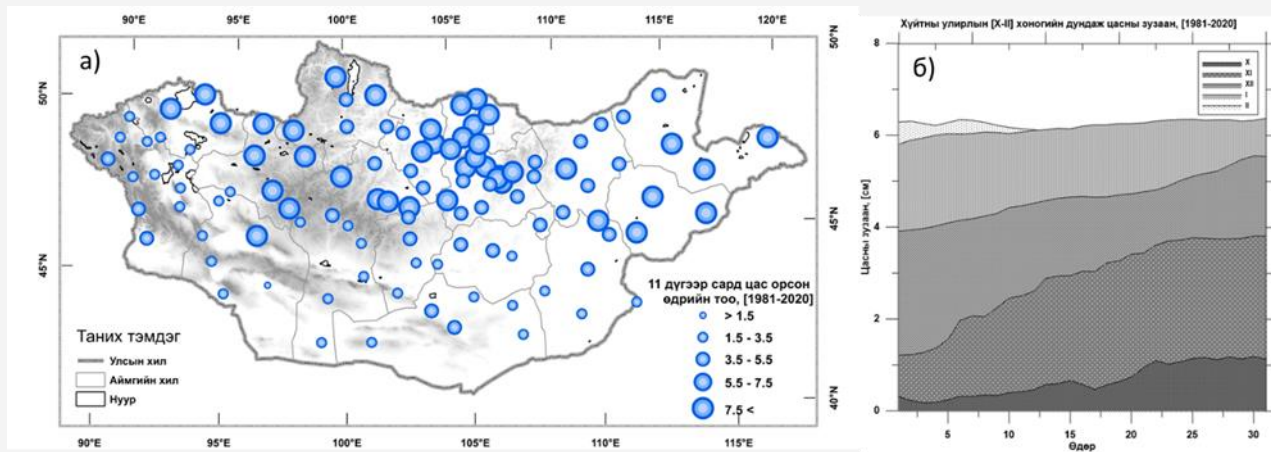 90°E 95°E 100°E 105°E 110°E 115°E 120°E
а)
50°N
45°N
50°N
45°N
40°N
Таних тэмдэг
Улсын хил
Аймгийн хил
Нуур
11 дүгээр сард цас орсон
өдрийн тоо, [1981-2020]
> 1.5
1.5 - 3.5
3.5 - 5.5
5.5 - 7.5
7.5 <
90°E 95°E 100°E 105°E 110°E 115°E
Хүйтны улирлын [X-II] хоногийн дундаж цасны зузаан, [1981-2020]
б)
X
XI
XII
I
II
Цасны зузаан, [см]
8
6
4
2
0
5 10 15 20 25 30
Өдөр